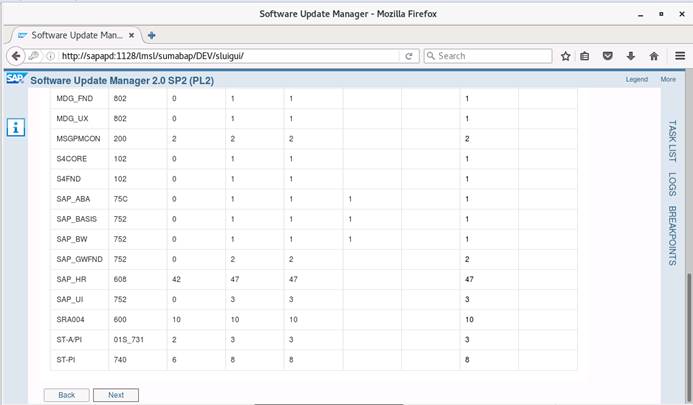 Software Update Manager - Mozilla Firefox
Software Update Man...
http://sapapd:1128/lmsl/sumabap/DEV/sluigui/
Search
SAP Software Update Manager 2.0 SP2 (PL2) Legend More
MDG_FND 802 0 1 1 1
MDG_UX 802 0 1 1 1
MSGPMCON 200 2 2 2 2
S4CORE 102 0 1 1 1
S4FND 102 0 1 1 1
SAP_ABA 75C 0 1 1 1 1
SAP_BASIS 752 0 1 1 1 1
SAP_BW 752 0 1 1 1 1
SAP_GWFND 752 0 2 2 2
SAP_HR 608 42 47 47 47
SAP_UI 752 0 3 3 3
SRA004 600 10 10 10 10
ST-A/PI 01S_731 2 3 3 3
ST-PI 740 6 8 8 8
Back Next
TASK LIST
LOGS
BREAKPOINTS